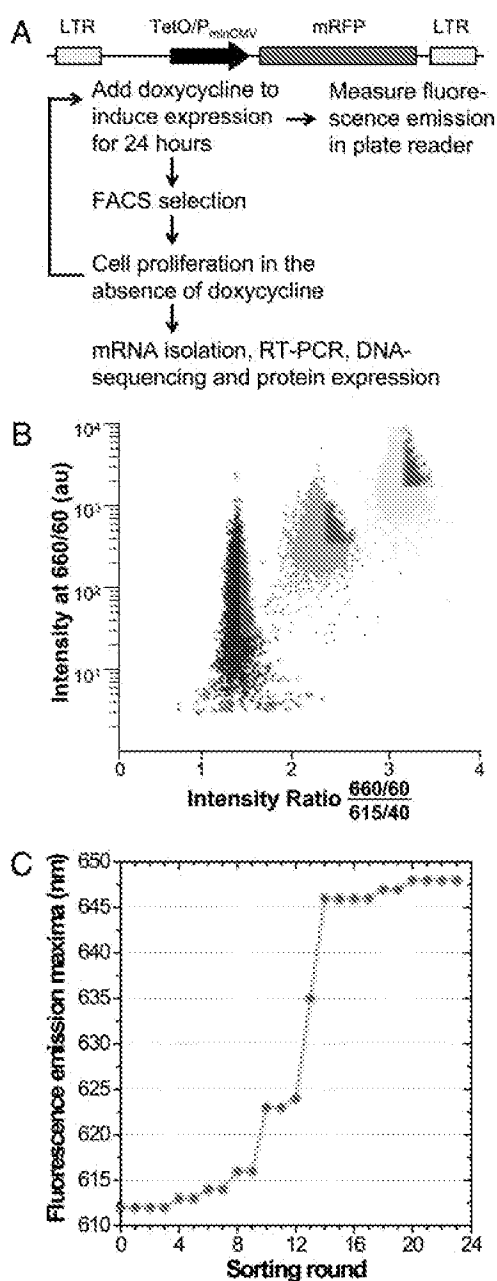 A
LTR TetO/PminCMV mRFP LTR
Add doxycycline to
induce expression
for 24 hours
Measure fluore-
scence emission
in plate reader
FACS selection
Cell proliferation in the
absence of doxycycline
mRNA isolation, RT-PCR, DNA-
sequencing and protein expression
B
Intensity at 660/60 (au)
10⁴
10³
10²
10¹
0 1 2 3 4
Intensity Ratio 660/60
615/40
C
Fluorescence emission maxima (nm)
650
645
640
635
630
625
620
615
610
0 4 8 12 16 20 24
Sorting round